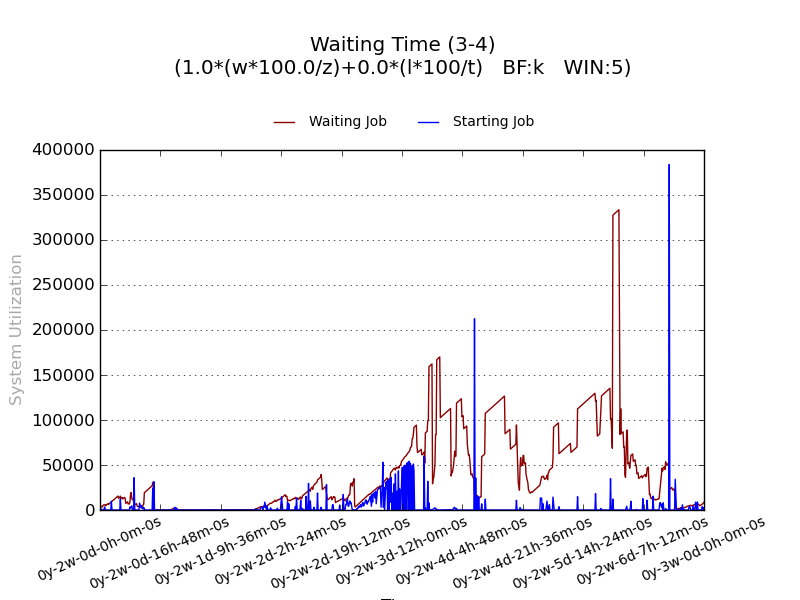 Waiting Time (3-4)
(1.0*(w*100.0/z)+0.0*(l*100/t)   BF:k   WIN:5)
Waiting Job
Starting Job
400000
350000
300000
250000
200000
150000
100000
50000
0
System Utilization
0y-2w-0d-0h-0m-0s
0y-2w-0d-16h-48m-0s
0y-2w-1d-9h-36m-0s
0y-2w-2d-2h-24m-0s
0y-2w-2d-19h-12m-0s
0y-2w-3d-12h-0m-0s
0y-2w-4d-4h-48m-0s
0y-2w-4d-21h-36m-0s
0y-2w-5d-14h-24m-0s
0y-2w-6d-7h-12m-0s
0y-3w-0d-0h-0m-0s